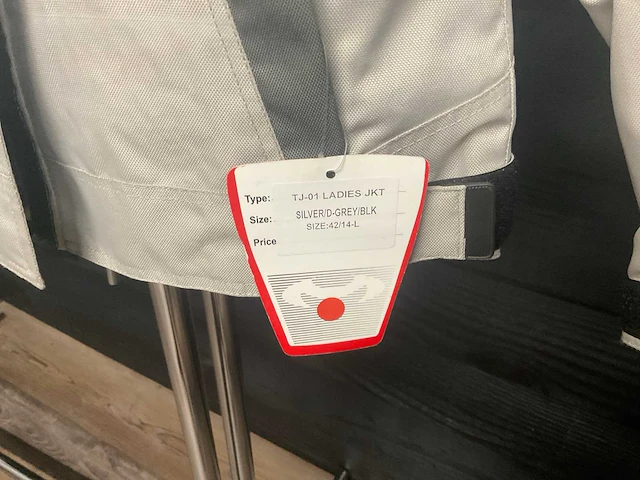 Type: TJ-01 LADIES JKT
Size: SILVER/D-GREY/BLK
SIZE:42/14-L
Price